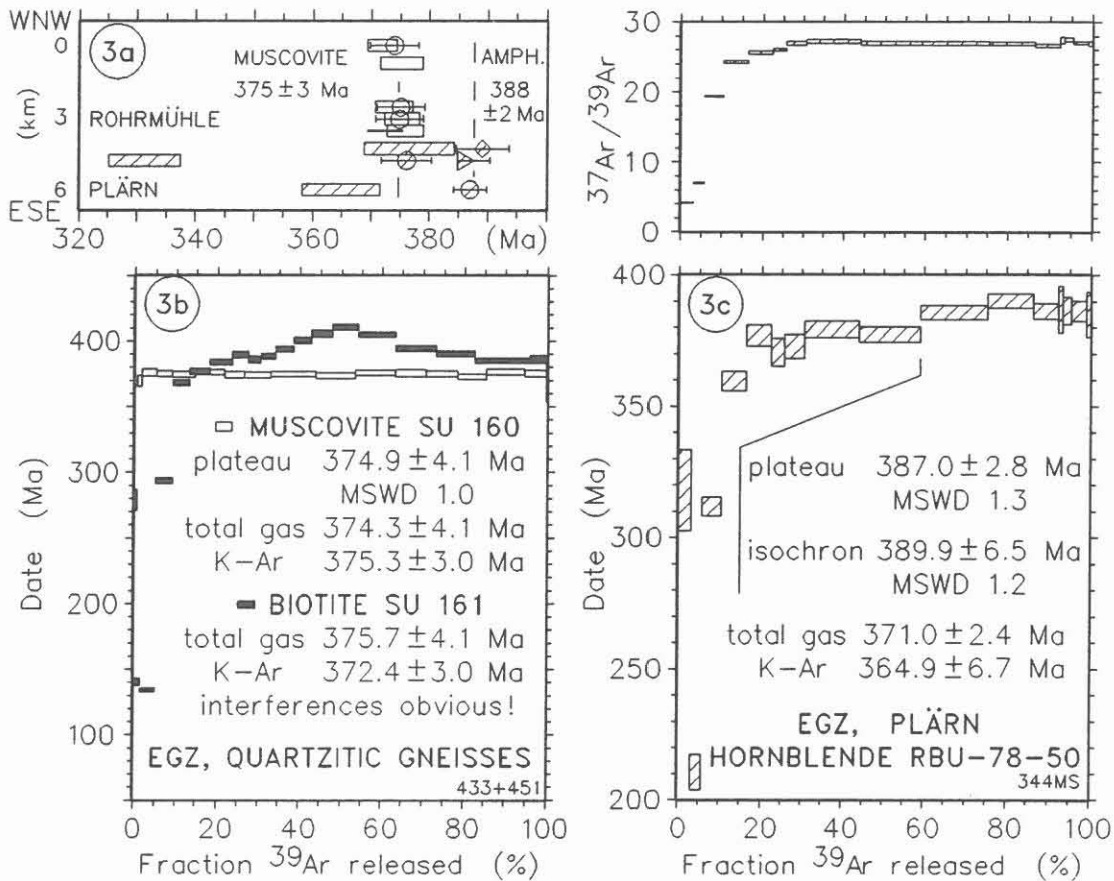 WNW
0
3
(km)
6
ESE
3a
MUSCOVITE
375±3 Ma
AMPH.
388
±2 Ma
ROHRMÜHLE
PLÄRN
320
340
360
380
(Ma)
37Ar/39Ar
30
20
10
0
3b
400
300
200
100
Date (Ma)
MUSCOVITE SU 160
plateau 374.9±4.1 Ma
MSWD 1.0
total gas 374.3±4.1 Ma
K-Ar 375.3±3.0 Ma
BIOTITE SU 161
total gas 375.7±4.1 Ma
K-Ar 372.4±3.0 Ma
interferences obvious!
EGZ, QUARTZITIC GNEISSES
433+451
0 20 40 60 80 100
Fraction 39Ar released (%)
3c
400
350
300
250
200
Date (Ma)
plateau 387.0±2.8 Ma
MSWD 1.3
isochron 389.9±6.5 Ma
MSWD 1.2
total gas 371.0±2.4 Ma
K-Ar 364.9±6.7 Ma
EGZ, PLÄRN
HORNBLENDE RBU-78-50
344MS
0 20 40 60 80 100
Fraction 39Ar released (%)